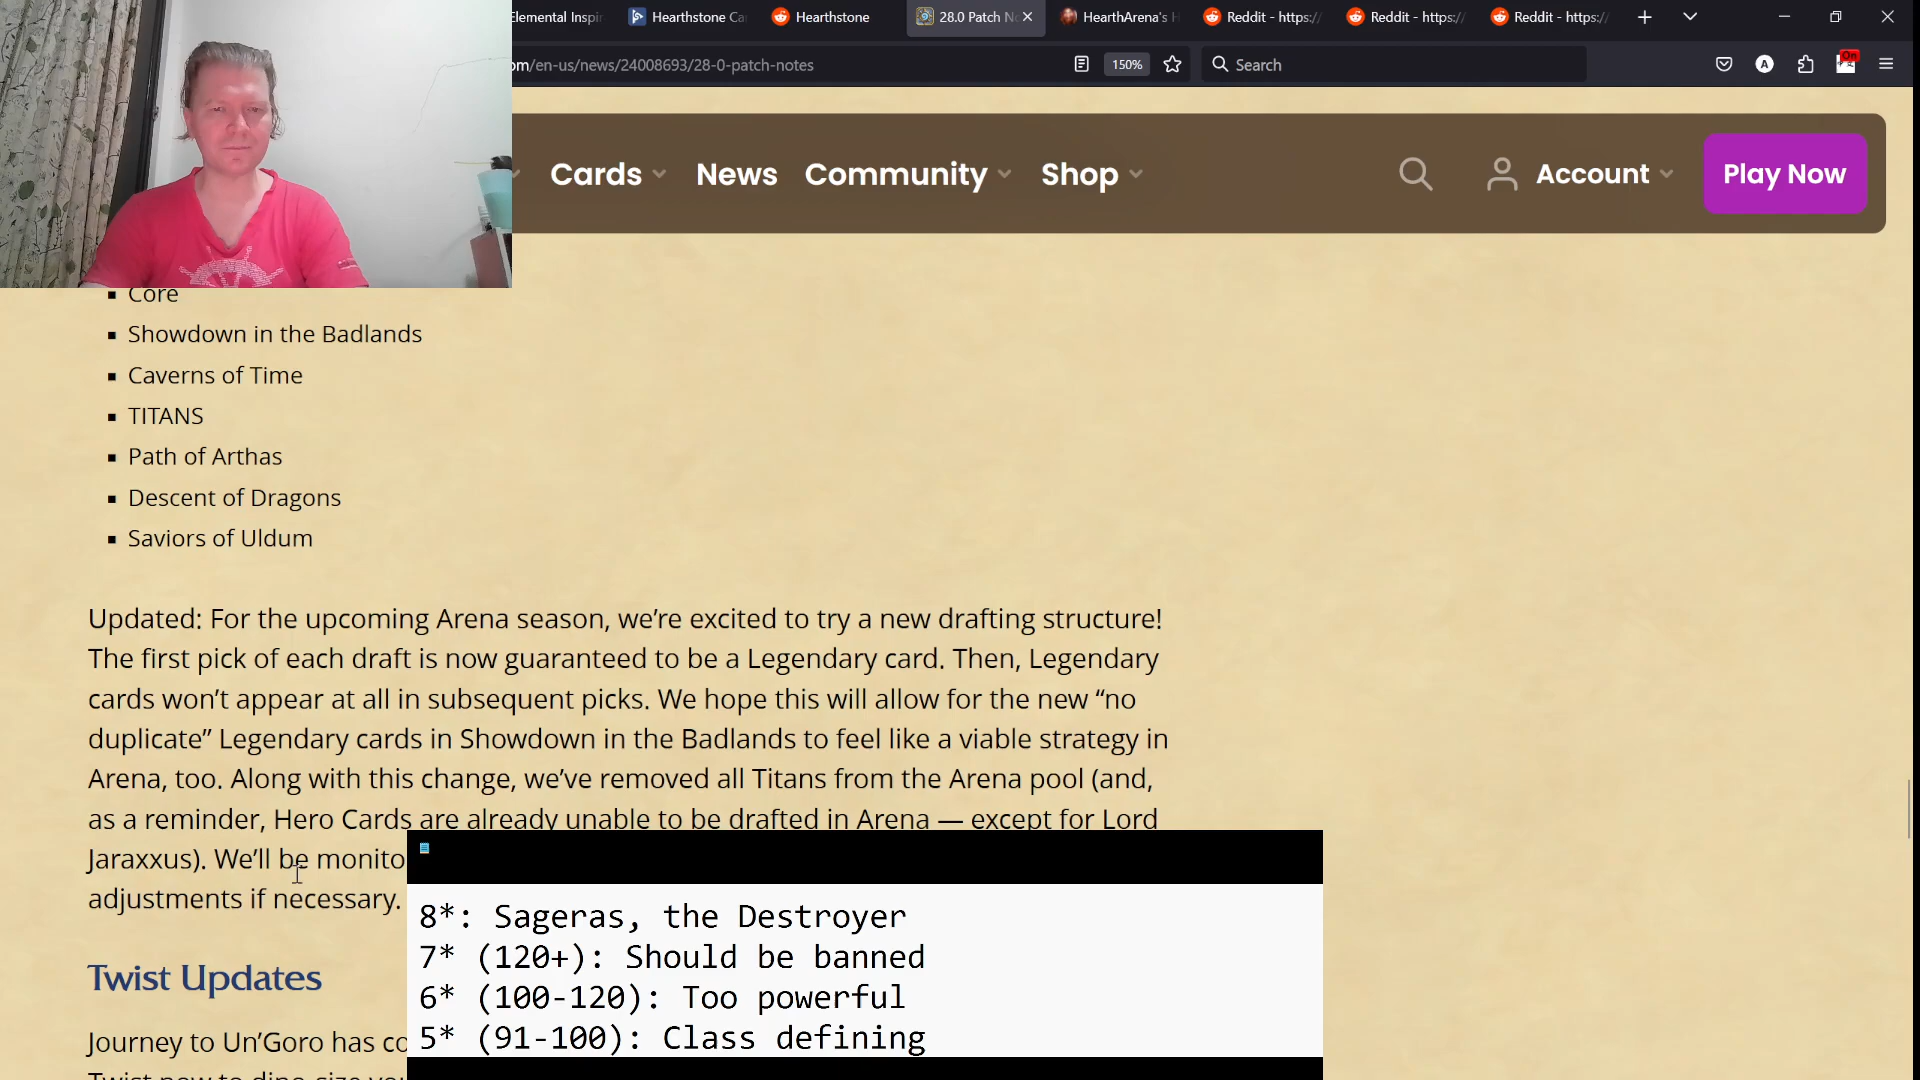 Elemental Inspir
Hearthstone Ca
Hearthstone
28.0 Patch N
HearthArena's H
Reddit - https:/
Reddit - https:/
Reddit - https:/
om/en-us/news/24008693/28-0-patch-notes
150%
Search
Cards
News
Community
Shop
Account
Play Now
Core
Showdown in the Badlands
Caverns of Time
TITANS
Path of Arthas
Descent of Dragons
Saviors of Uldum
Updated: For the upcoming Arena season, we’re excited to try a new drafting structure!
The first pick of each draft is now guaranteed to be a Legendary card. Then, Legendary
cards won’t appear at all in subsequent picks. We hope this will allow for the new “no
duplicate” Legendary cards in Showdown in the Badlands to feel like a viable strategy in
Arena, too. Along with this change, we’ve removed all Titans from the Arena pool (and,
as a reminder, Hero Cards are already unable to be drafted in Arena — except for Lord
Jaraxxus). We’ll be monito
adjustments if necessary.
8*: Sageras, the Destroyer
7* (120+): Should be banned
6* (100-120): Too powerful
5* (91-100): Class defining
Twist Updates
Journey to Un’Goro has co